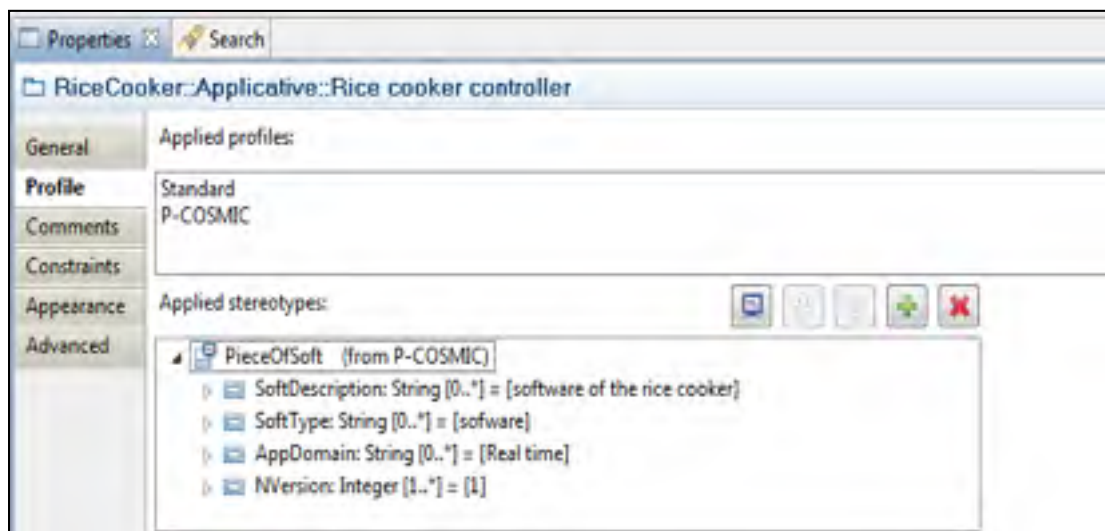 Properties Search
RiceCooker::Applicative::Rice cooker controller
General
Profile
Comments
Constraints
Appearance
Advanced
Applied profiles:
Standard
P-COSMIC
Applied stereotypes:
PieceOfSoft (from P-COSMIC)
SoftDescription: String [0..*] = [software of the rice cooker]
SoftType: String [0..*] = [sofware]
AppDomain: String [0..*] = [Real time]
NVersion: Integer [1..*] = [1]